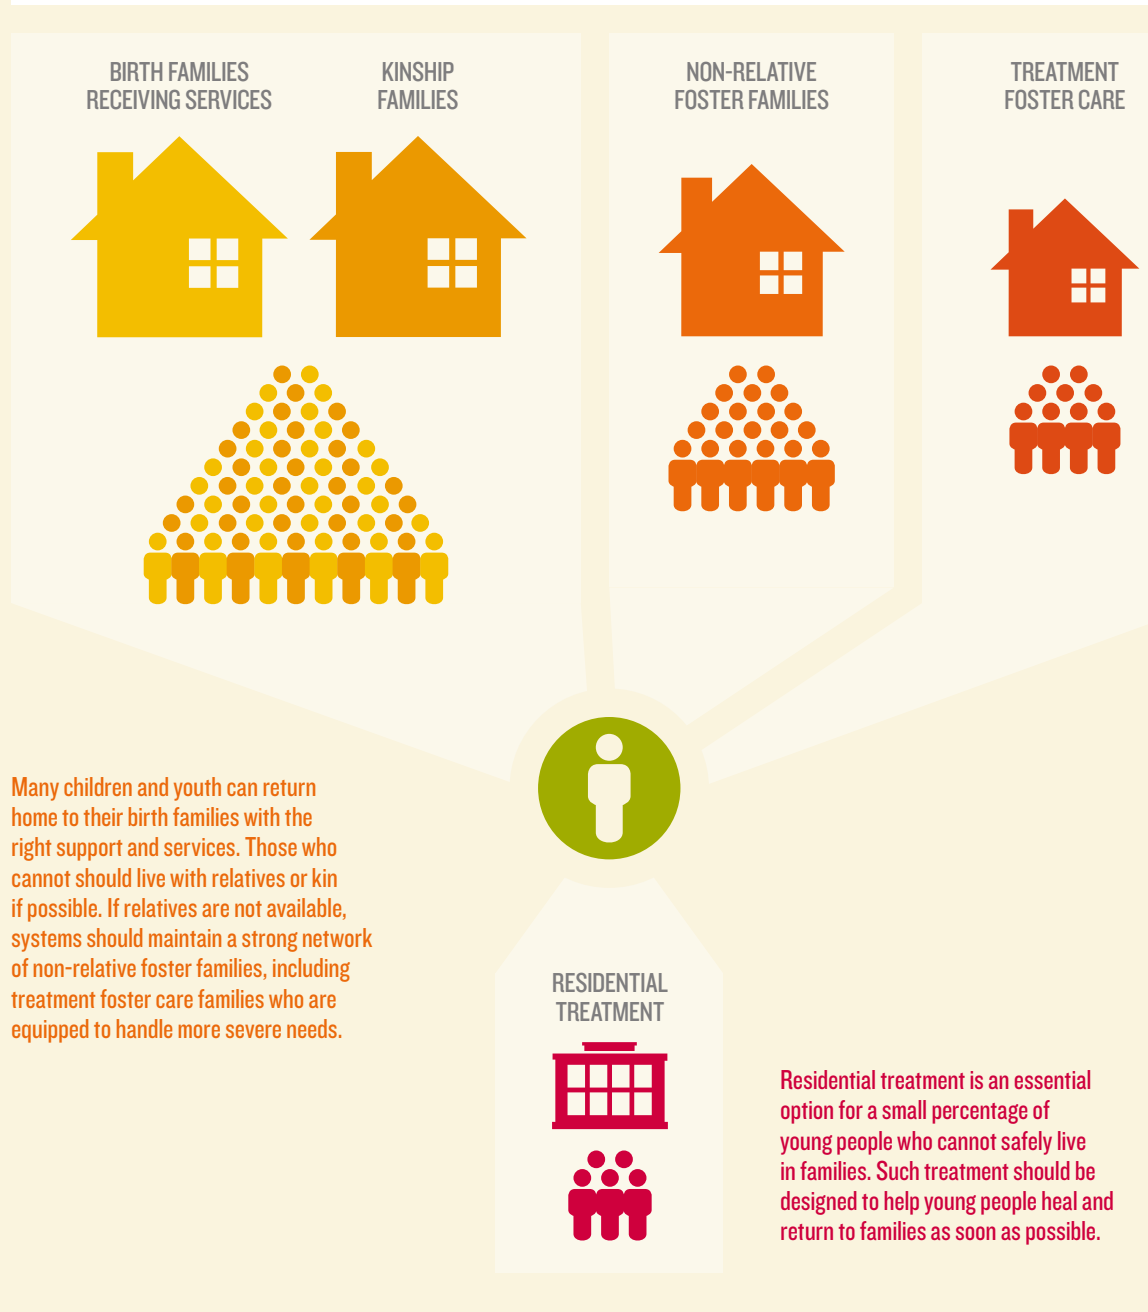 BIRTH FAMILIES
RECEIVING SERVICES
KINSHIP
FAMILIES
NON-RELATIVE
FOSTER FAMILIES
TREATMENT
FOSTER CARE
Many children and youth can return
home to their birth families with the
right support and services. Those who
cannot should live with relatives or kin
if possible. If relatives are not available,
systems should maintain a strong network
of non-relative foster families, including
treatment foster care families who are
equipped to handle more severe needs.
RESIDENTIAL
TREATMENT
Residential treatment is an essential
option for a small percentage of
young people who cannot safely live
in families. Such treatment should be
designed to help young people heal and
return to families as soon as possible.